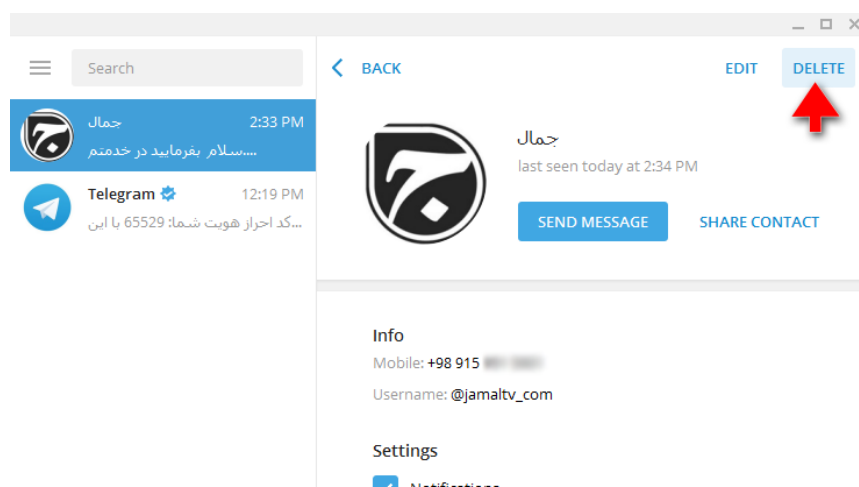 Search
جمال
2:33 PM
سلام بفرمایید در خدمتم....
Telegram
12:19 PM
کد احراز هویت شما: 65529 با این...
BACK
EDIT
DELETE
جمال
last seen today at 2:34 PM
SEND MESSAGE
SHARE CONTACT
Info
Mobile: +98 915
Username: @jamaltv_com
Settings
Notifications